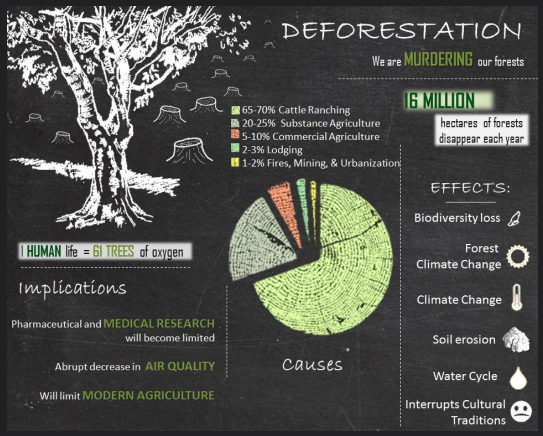 DEFORESTATION
We are MURDERING our forests
16 MILLION
hectares of forests
disappear each year
65-70% Cattle Ranching
20-25% Substance Agriculture
5-10% Commercial Agriculture
2-3% Lodging
1-2% Fires, Mining, & Urbanization
1 HUMAN life = 61 TREES of oxygen
Implications
Pharmaceutical and MEDICAL RESEARCH
will become limited
Abrupt decrease in AIR QUALITY
Will limit MODERN AGRICULTURE
Causes
EFFECTS:
Biodiversity loss
Forest
Climate Change
Climate Change
Soil erosion
Water Cycle
Interrupts Cultural
Traditions